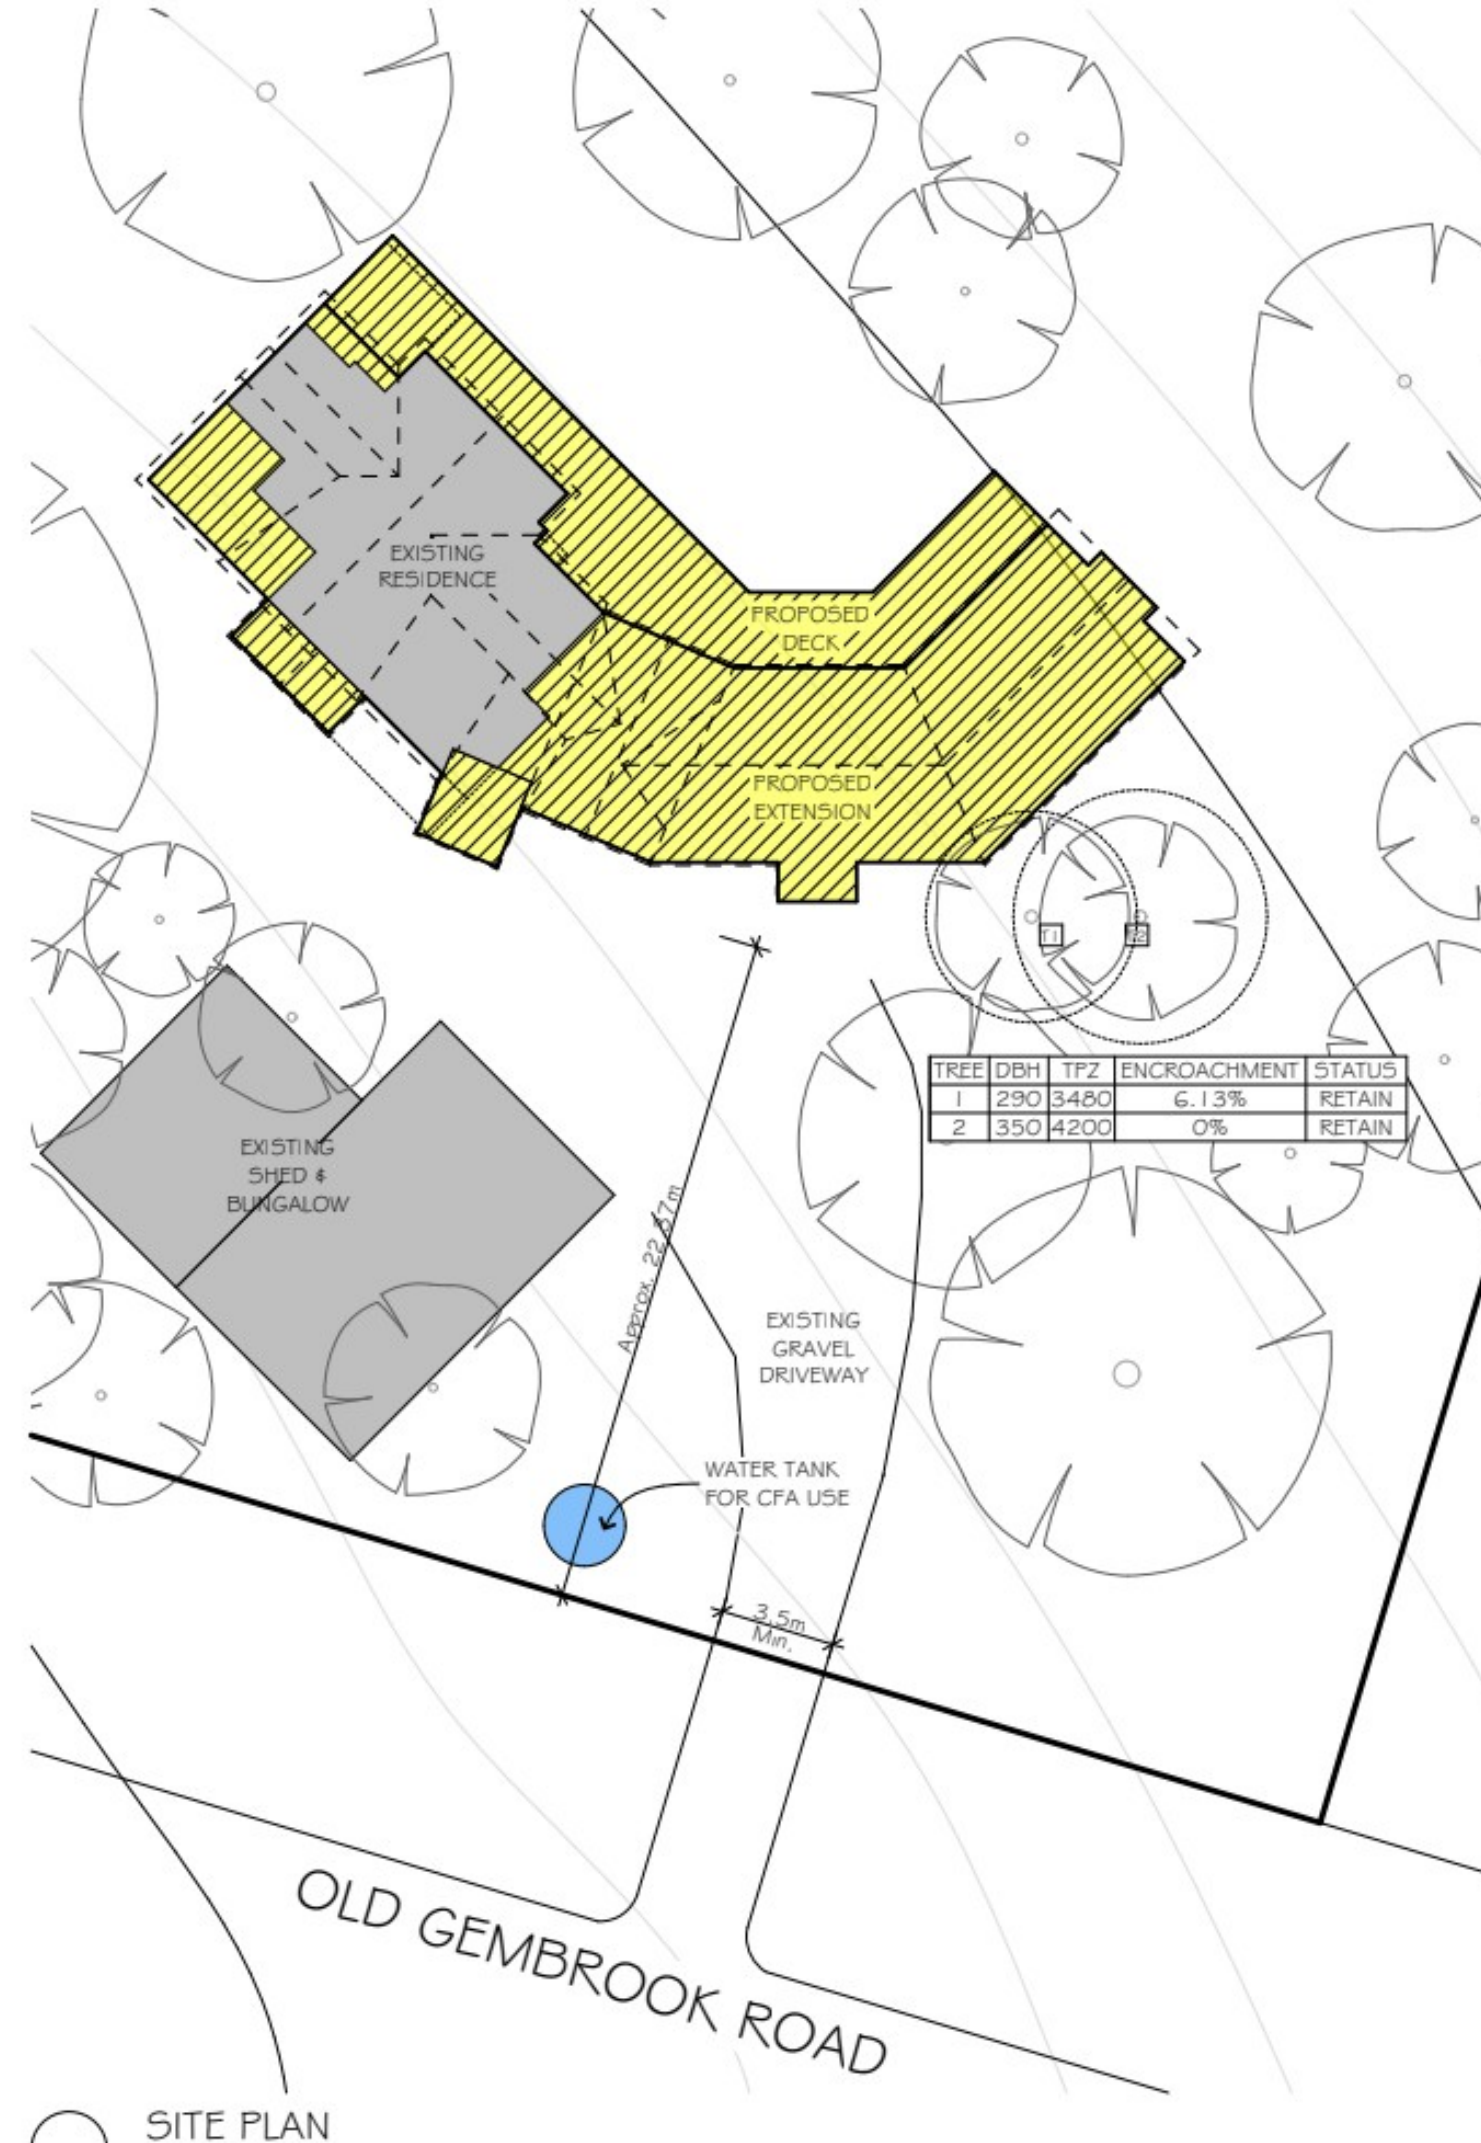 EXISTING
RESIDENCE
PROPOSED
DECK
PROPOSED
EXTENSION
T1
T2
TREE DBH TPZ ENCROACHMENT STATUS
1 290 3480 6.13% RETAIN
2 350 4200 0% RETAIN
EXISTING
SHED &
BUNGALOW
Approx. 22.87m
EXISTING
GRAVEL
DRIVEWAY
WATER TANK
FOR CFA USE
3.5m
Min.
OLD GEMBROOK ROAD
SITE PLAN